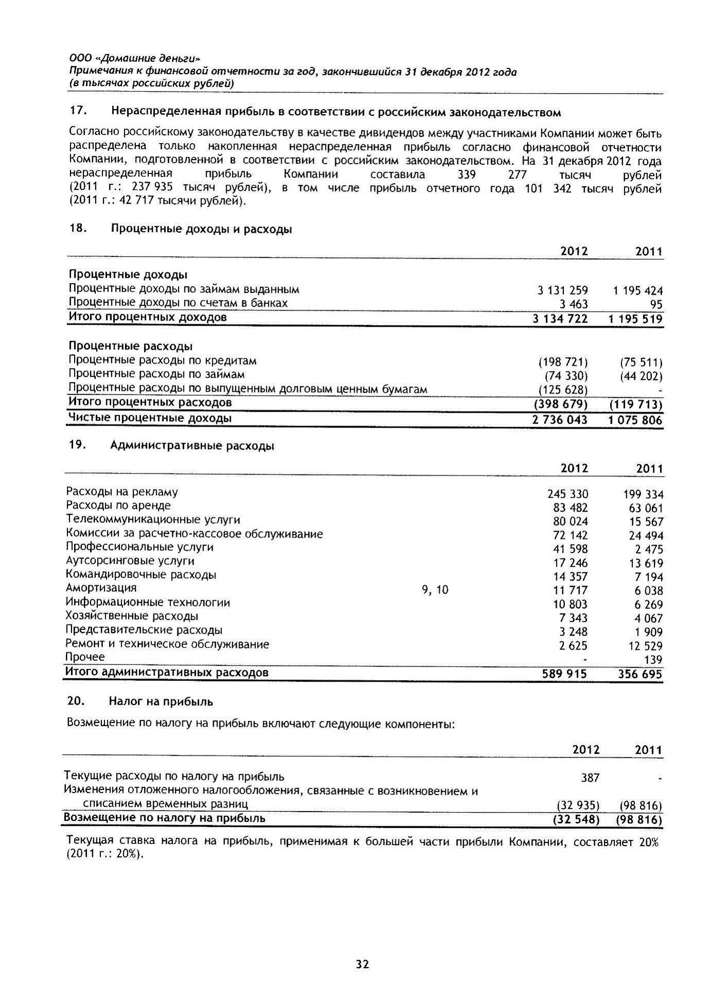 ООО «Домашние деньги»
Примечания к финансовой отчетности за год, закончившийся 31 декабря 2012 года
(в тысячах российских рублей)
17. Нераспределенная прибыль в соответствии с российским законодательством
Согласно российскому законодательству в качестве дивидендов между участниками Компании может быть
распределена только накопленная нераспределенная прибыль согласно финансовой отчетности
Компании, подготовленной в соответствии с российским законодательством. На 31 декабря 2012 года
нераспределенная прибыль Компании составила 339 277 тысяч рублей
(2011 г.: 237 935 тысяч рублей), в том числе прибыль отчетного года 101 342 тысяч рублей
(2011 г.: 42 717 тысячи рублей).
18. Процентные доходы и расходы
2012 2011
Процентные доходы
Процентные доходы по займам выданным 3 131 259 1 195 424
Процентные доходы по счетам в банках 3 463 95
Итого процентных доходов 3 134 722 1 195 519
Процентные расходы
Процентные расходы по кредитам (198 721) (75 511)
Процентные расходы по займам (74 330) (44 202)
Процентные расходы по выпущенным долговым ценным бумагам (125 628) -
Итого процентных расходов (398 679) (119 713)
Чистые процентные доходы 2 736 043 1 075 806
19. Административные расходы
2012 2011
Расходы на рекламу 245 330 199 334
Расходы по аренде 83 482 63 061
Телекоммуникационные услуги 80 024 15 567
Комиссии за расчетно-кассовое обслуживание 72 142 24 494
Профессиональные услуги 41 598 2 475
Аутсорсинговые услуги 17 246 13 619
Командировочные расходы 14 357 7 194
Амортизация 9, 10 11 717 6 038
Информационные технологии 10 803 6 269
Хозяйственные расходы 7 343 4 067
Представительские расходы 3 248 1 909
Ремонт и техническое обслуживание 2 625 12 529
Прочее - 139
Итого административных расходов 589 915 356 695
20. Налог на прибыль
Возмещение по налогу на прибыль включают следующие компоненты:
2012 2011
Текущие расходы по налогу на прибыль 387 -
Изменения отложенного налогообложения, связанные с возникновением и
списанием временных разниц (32 935) (98 816)
Возмещение по налогу на прибыль (32 548) (98 816)
Текущая ставка налога на прибыль, применимая к большей части прибыли Компании, составляет 20%
(2011 г.: 20%).
32